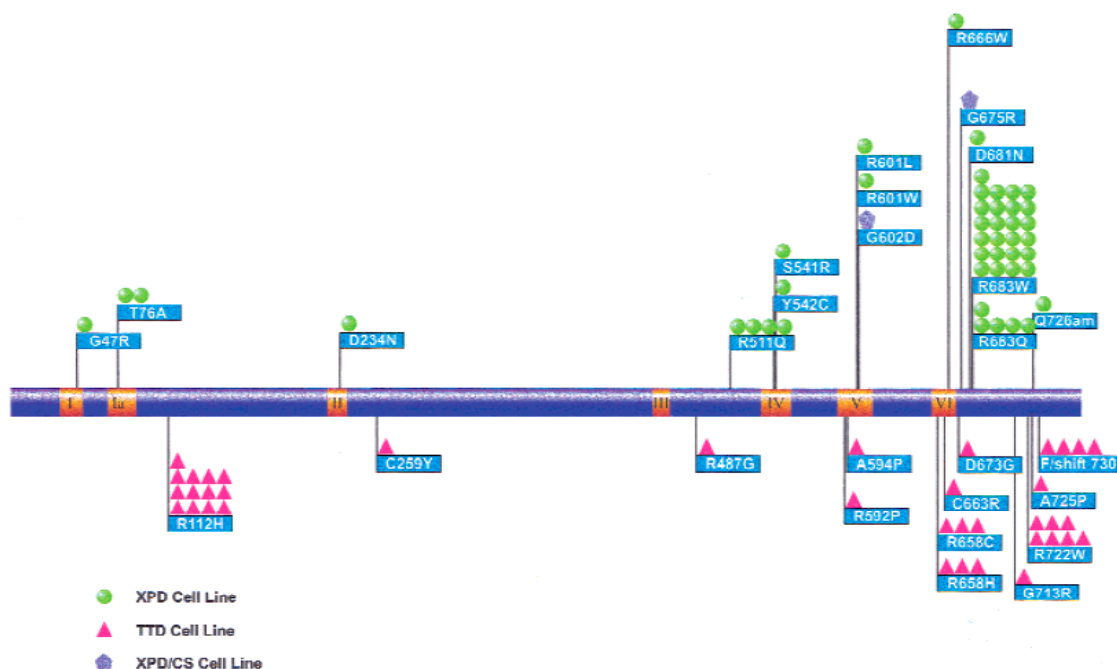 R666W
G675R
D681N
R601L
R601W
G602D
S541R
R683W
Y542C
T76A
Q726am
G47R
D234N
R511Q
R683Q
I Ia II III IV V VI
C259Y
R487G
A594P
D673G
F/shift 730
C663R
A725P
R112H
R592P
R658C
R722W
R658H
G713R
XPD Cell Line
TTD Cell Line
XPD/CS Cell Line